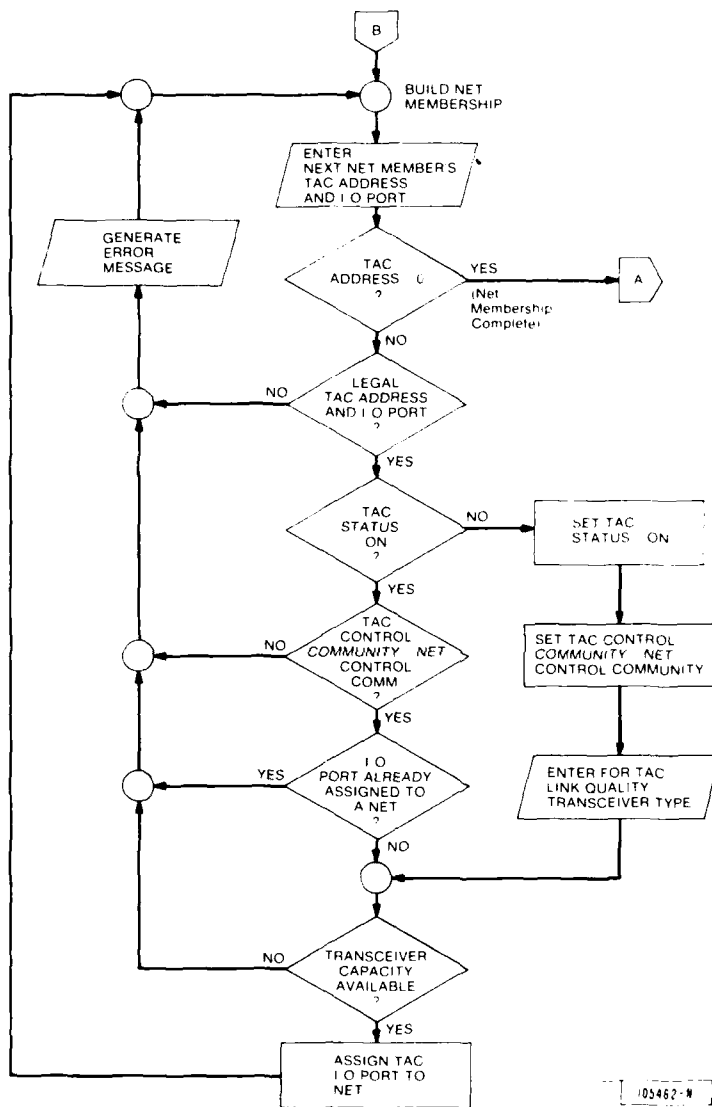 B
BUILD NET
MEMBERSHIP
ENTER
NEXT NET MEMBER'S
TAC ADDRESS
AND I O PORT
GENERATE
ERROR
MESSAGE
TAC
ADDRESS 0
?
YES
(Net
Membership
Complete)
A
NO
LEGAL
TAC ADDRESS
AND I O PORT
?
NO
YES
TAC
STATUS
ON
?
NO
SET TAC
STATUS ON
YES
TAC
CONTROL
COMMUNITY NET
CONTROL
COMM
?
NO
SET TAC CONTROL
COMMUNITY NET
CONTROL COMMUNITY
YES
I O
PORT ALREADY
ASSIGNED TO
A NET
?
YES
ENTER FOR TAC
LINK QUALITY
TRANSCEIVER TYPE
NO
TRANSCEIVER
CAPACITY
AVAILABLE
?
NO
YES
ASSIGN TAC
I O PORT TO
NET
105462-N